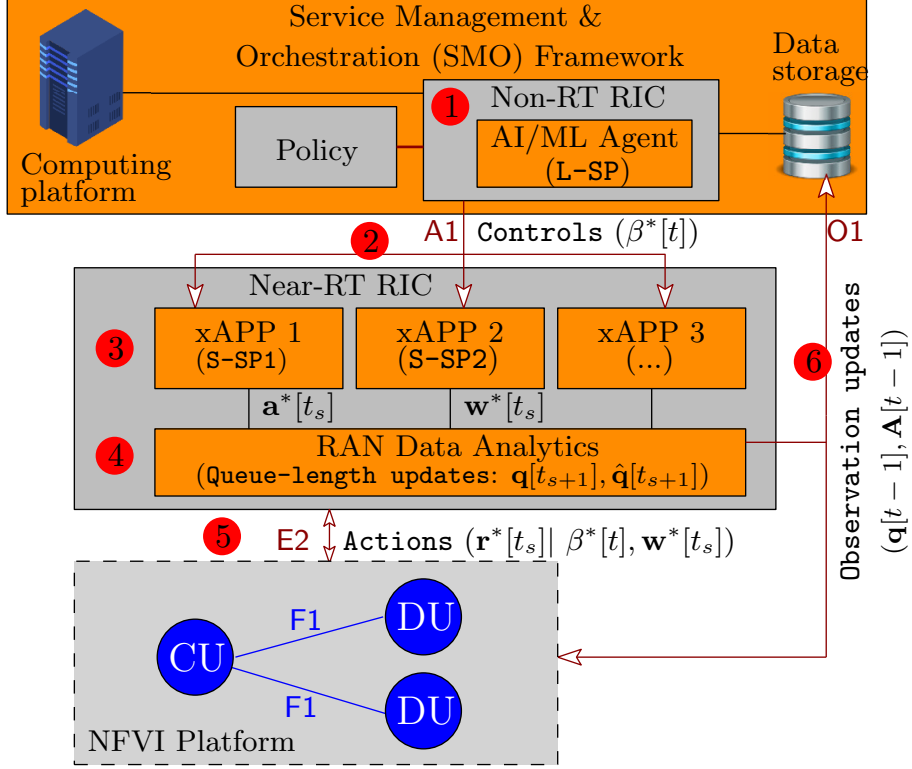 Service Management &
Orchestration (SMO) Framework
Data
storage
Computing
platform
Policy
1
Non-RT RIC
AI/ML Agent
(L-SP)
A1
Controls (β*[t])
O1
2
Near-RT RIC
3
xAPP 1
(S-SP1)
xAPP 2
(S-SP2)
xAPP 3
(...)
a*[t_s]
w*[t_s]
4
RAN Data Analytics
(Queue-length updates: q[t_{s+1}], q̂[t_{s+1}])
6
Observation updates
(q[t − 1], A[t − 1])
5
E2
Actions (r*[t_s]| β*[t], w*[t_s])
CU
F1
DU
F1
DU
NFVI Platform